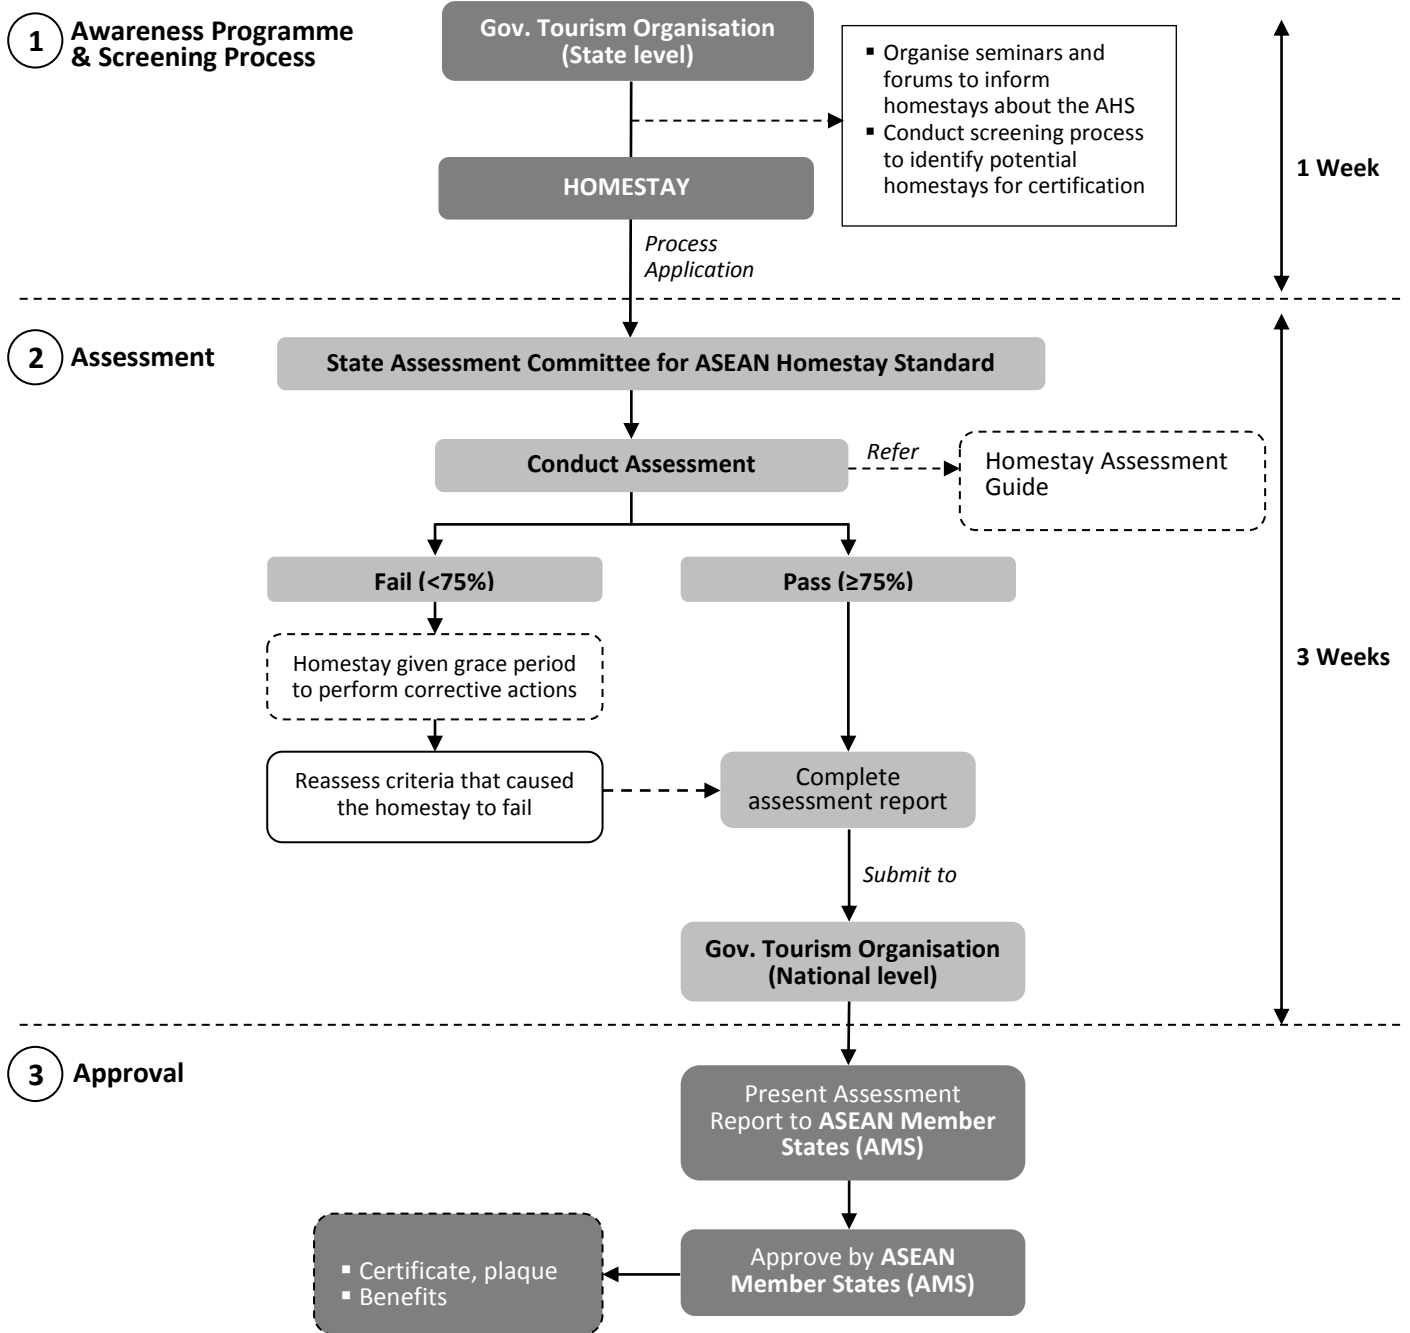 1
Awareness Programme
& Screening Process
Gov. Tourism Organisation
(State level)
▪ Organise seminars and
forums to inform
homestays about the AHS
▪ Conduct screening process
to identify potential
homestays for certification
1 Week
HOMESTAY
Process
Application
2
Assessment
State Assessment Committee for ASEAN Homestay Standard
Conduct Assessment
Refer
Homestay Assessment
Guide
Fail (<75%)
Pass (≥75%)
Homestay given grace period
to perform corrective actions
3 Weeks
Reassess criteria that caused
the homestay to fail
Complete
assessment report
Submit to
Gov. Tourism Organisation
(National level)
3
Approval
Present Assessment
Report to ASEAN Member
States (AMS)
Approve by ASEAN
Member States (AMS)
▪ Certificate, plaque
▪ Benefits